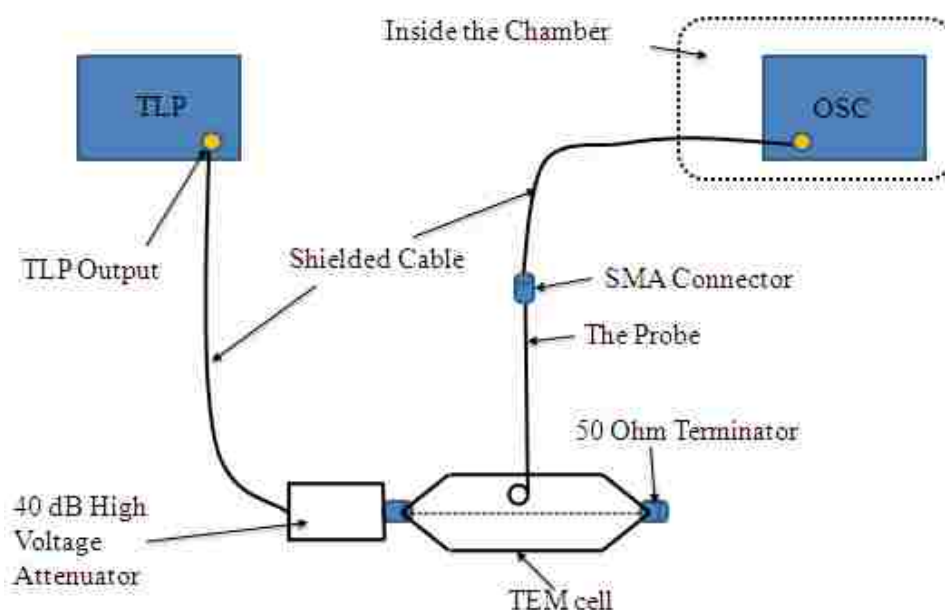 Inside the Chamber
TLP
OSC
TLP Output
Shielded Cable
SMA Connector
The Probe
50 Ohm Terminator
40 dB High
Voltage
Attenuator
TEM cell